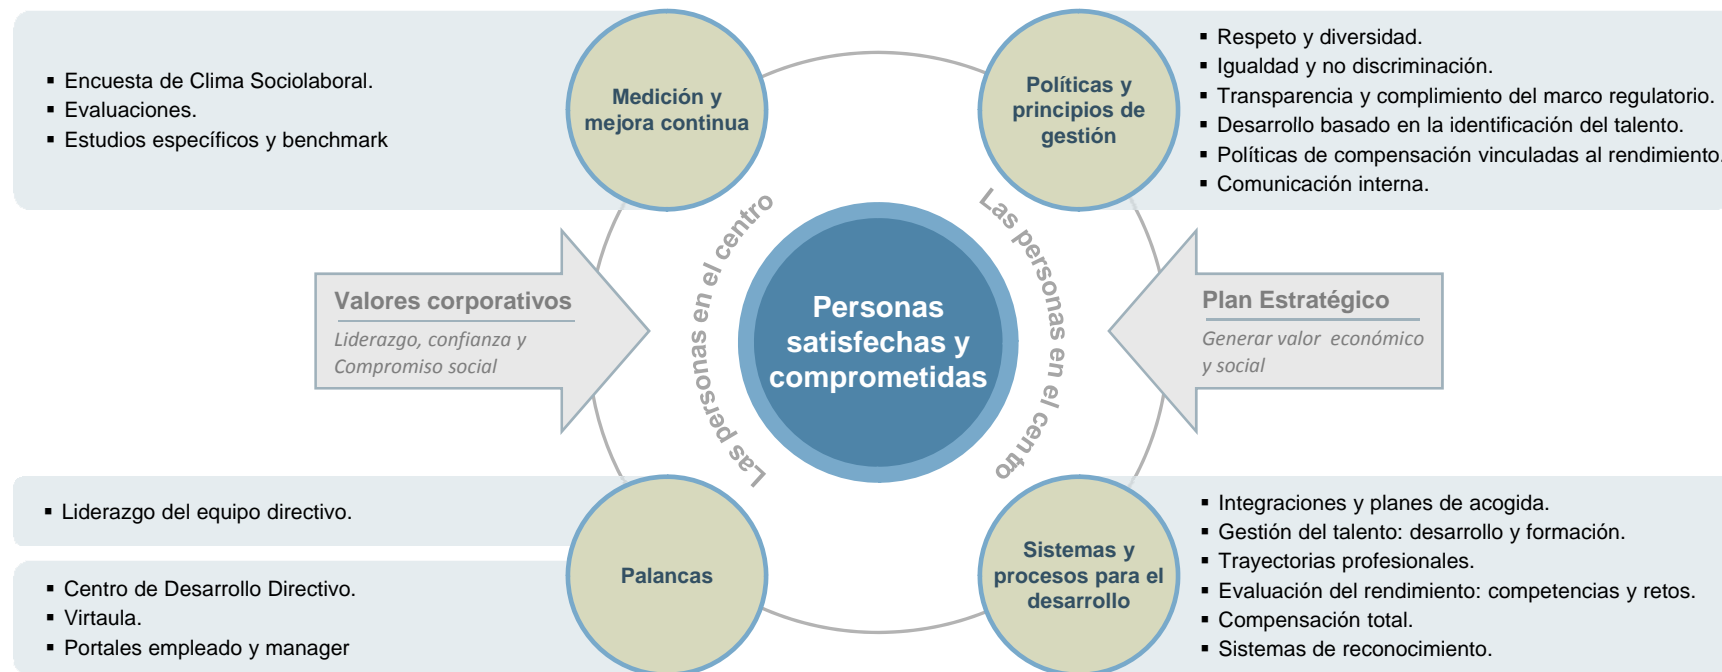 ▪ Encuesta de Clima Sociolaboral.
▪ Evaluaciones.
▪ Estudios específicos y benchmark
Medición y
mejora continua
Políticas y
principios de
gestión
▪ Respeto y diversidad.
▪ Igualdad y no discriminación.
▪ Transparencia y complimiento del marco regulatorio.
▪ Desarrollo basado en la identificación del talento.
▪ Políticas de compensación vinculadas al rendimiento.
▪ Comunicación interna.
Valores corporativos
Liderazgo, confianza y
Compromiso social
Las personas en el centro
Personas
satisfechas y
comprometidas
Las personas en el centro
Plan Estratégico
Generar valor económico
y social
▪ Liderazgo del equipo directivo.
▪ Centro de Desarrollo Directivo.
▪ Virtaula.
▪ Portales empleado y manager
Palancas
Sistemas y
procesos para el
desarrollo
▪ Integraciones y planes de acogida.
▪ Gestión del talento: desarrollo y formación.
▪ Trayectorias profesionales.
▪ Evaluación del rendimiento: competencias y retos.
▪ Compensación total.
▪ Sistemas de reconocimiento.